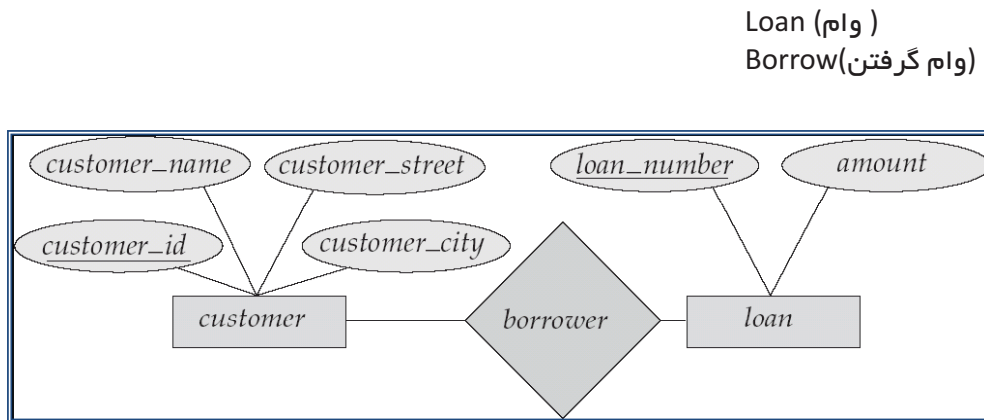 Loan (وام )
Borrow(وام گرفتن)
customer_name customer_street loan_number amount
customer_id customer_city
customer borrower loan